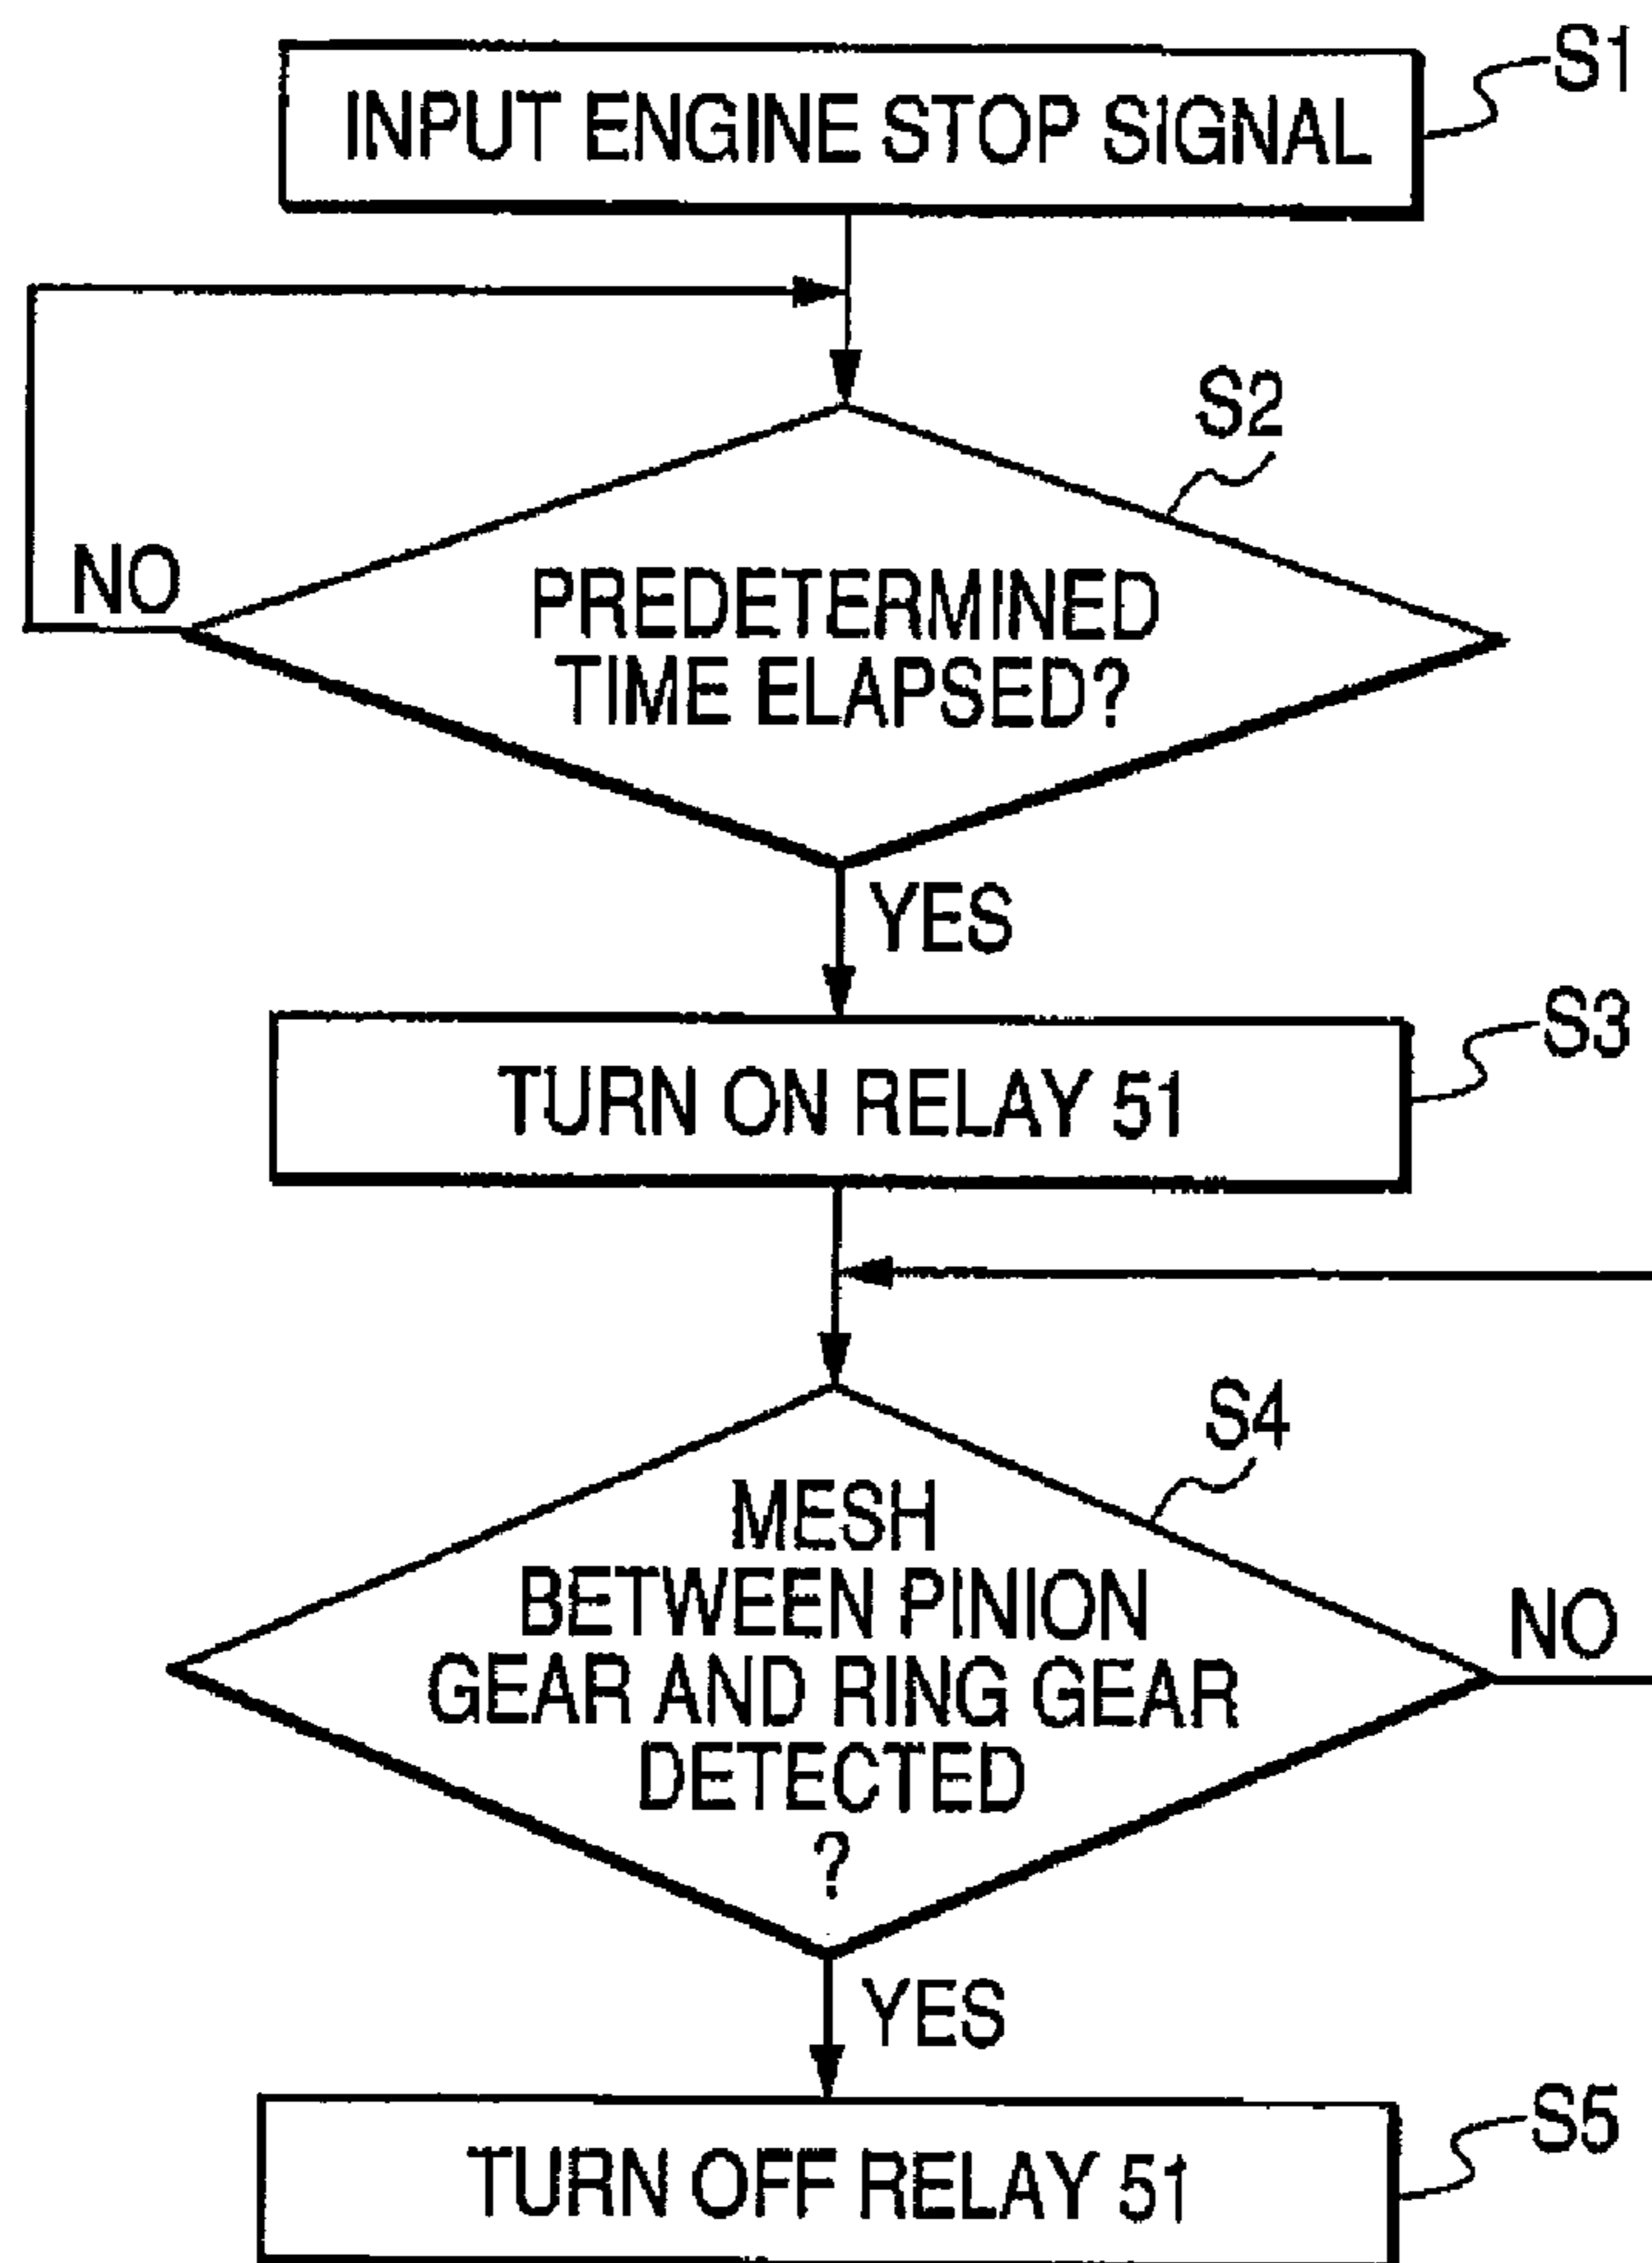 INPUT ENGINE STOP SIGNAL
S1
S2
NO
PREDETERMINED
TIME ELAPSED?
YES
S3
TURN ON RELAY 51
S4
MESH
BETWEEN PINION
GEAR AND RING GEAR
DETECTED
?
NO
YES
S5
TURN OFF RELAY 51